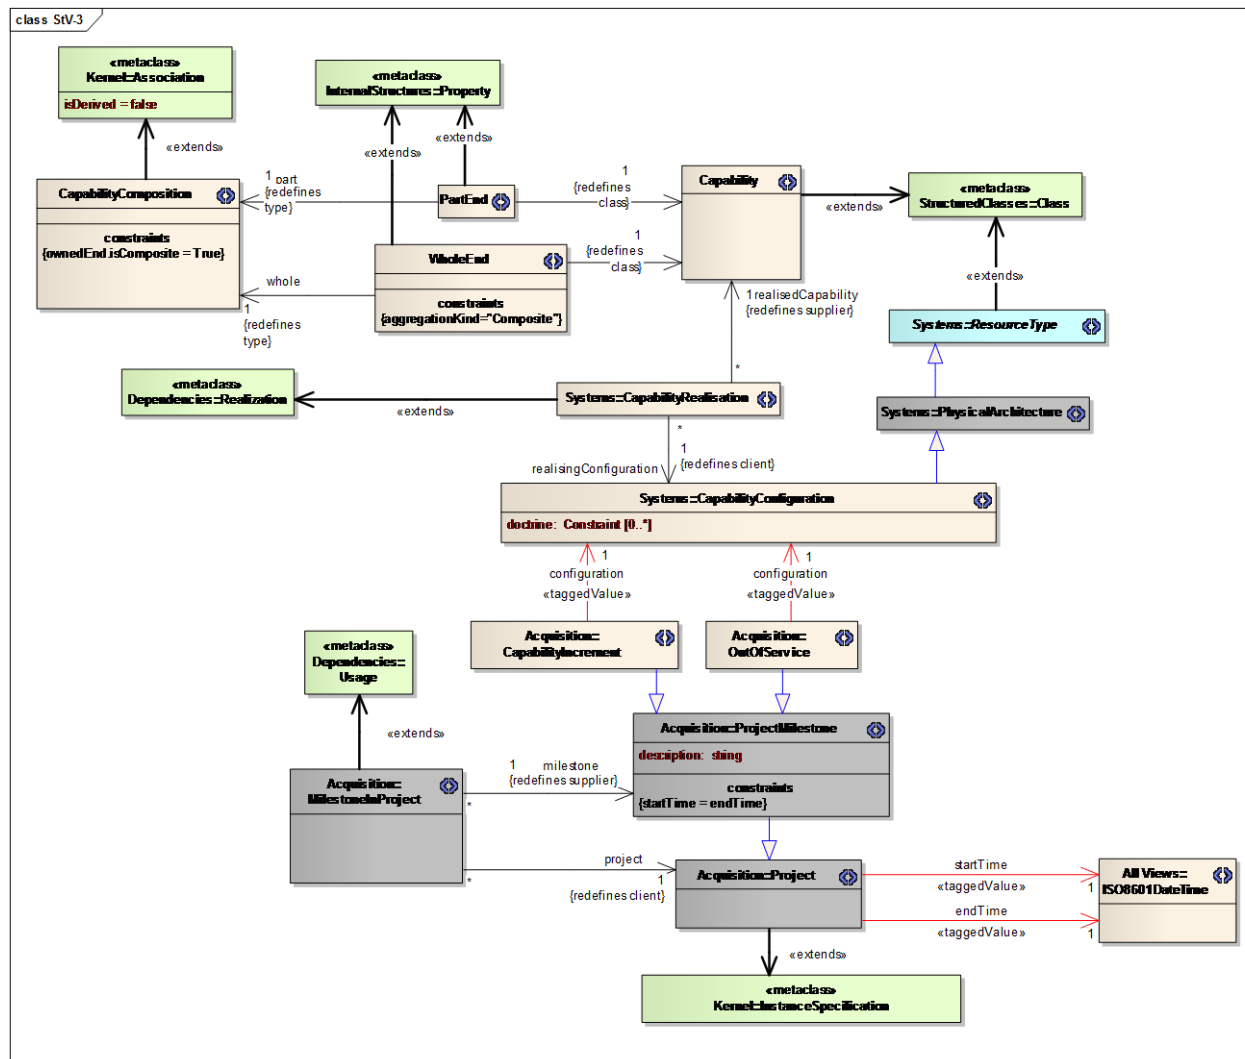 class StV-3
«metaclass»
Kernel::Association
isDerived = false
«metaclass»
InternalStructures::Property
«extends»
«extends»
«extends»
CapabilityComposition
constraints
{ownedEnd.isComposite = True}
1
part
{redefines
type}
PartEnd
1
{redefines
class}
Capability
«extends»
«metaclass»
StructuredClasses::Class
WholeEnd
constraints
{aggregationKind="Composite"}
1
{redefines
class}
whole
1
{redefines
type}
«extends»
1 realisedCapability
{redefines supplier}
*
Systems::ResourceType
«metaclass»
Dependencies::Realization
«extends»
Systems::CapabilityRealisation
Systems::PhysicalArchitecture
*
1
{redefines client}
realisingConfiguration
Systems::CapabilityConfiguration
doctrine: Constraint [0..*]
1
configuration
«taggedValue»
1
configuration
«taggedValue»
Acquisition::
CapabilityIncrement
Acquisition::
OutOfService
«metaclass»
Dependencies::
Usage
«extends»
Acquisition::ProjectMilestone
description: string
constraints
{startTime = endTime}
Acquisition::
MilestoneInProject
1
milestone
{redefines supplier}
*
project
*
1
{redefines client}
Acquisition::Project
startTime
«taggedValue»
1
endTime
«taggedValue»
1
All Views::
ISO8601DateTime
«extends»
«metaclass»
Kernel::InstanceSpecification